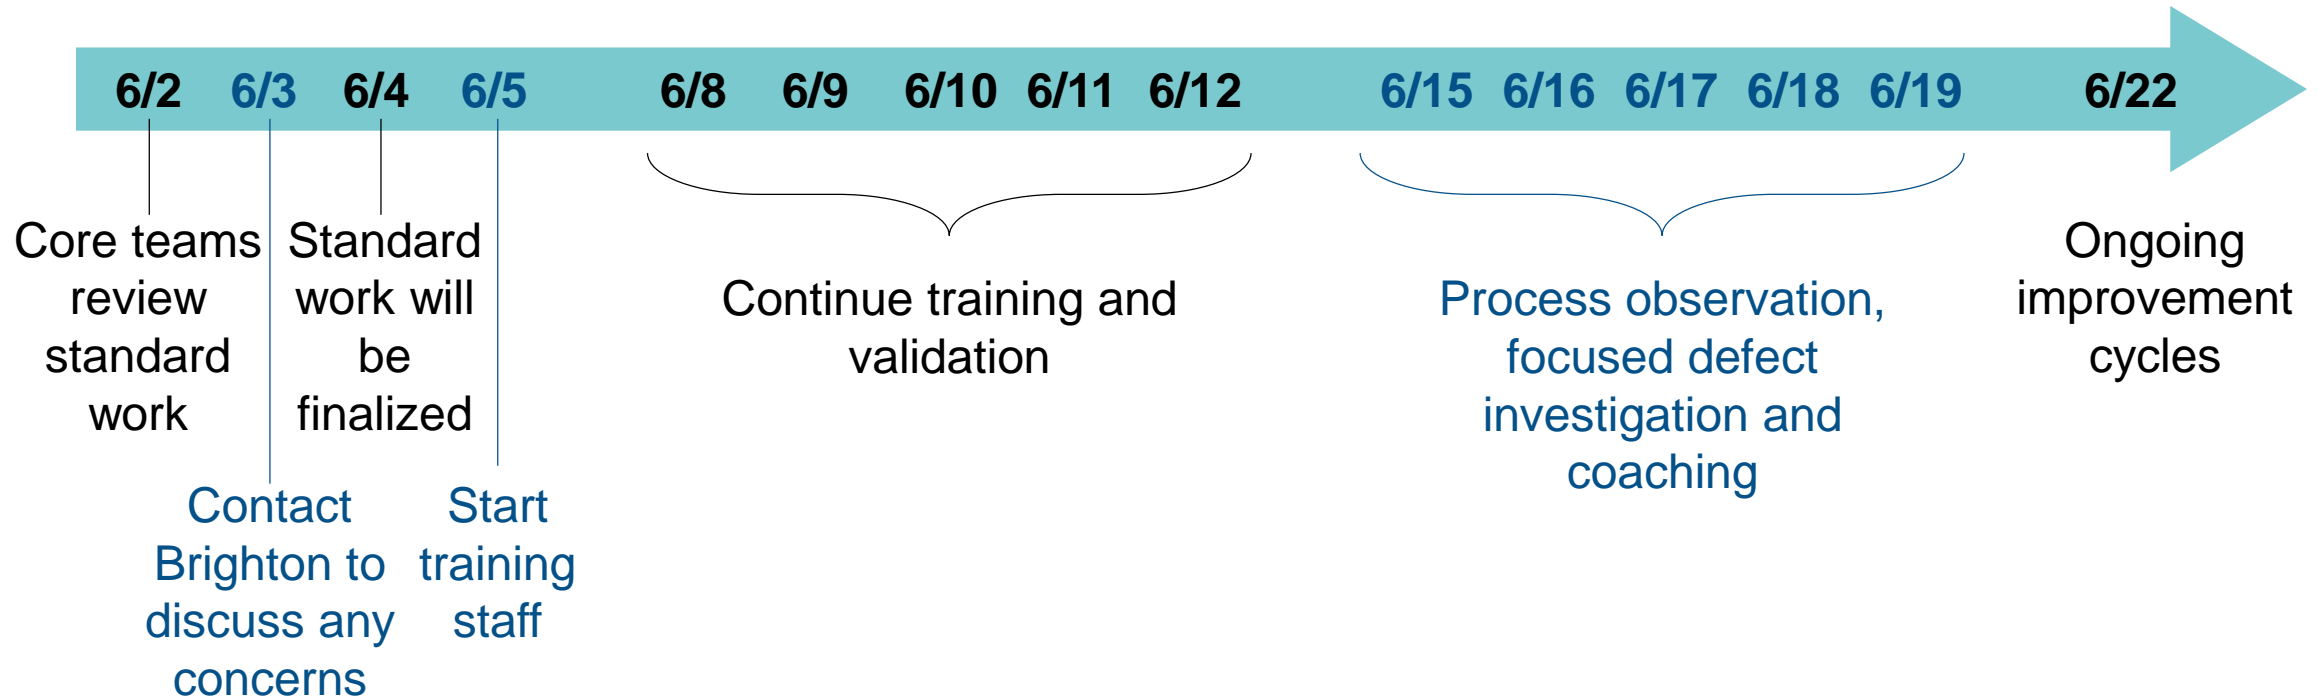 6/2 6/3 6/4 6/5 6/8 6/9 6/10 6/11 6/12 6/15 6/16 6/17 6/18 6/19 6/22
Core teams
review
standard
work
Contact
Brighton to
discuss any
concerns
Standard
work will
be
finalized
Start
training
staff
Continue training and
validation
Process observation,
focused defect
investigation and
coaching
Ongoing
improvement
cycles